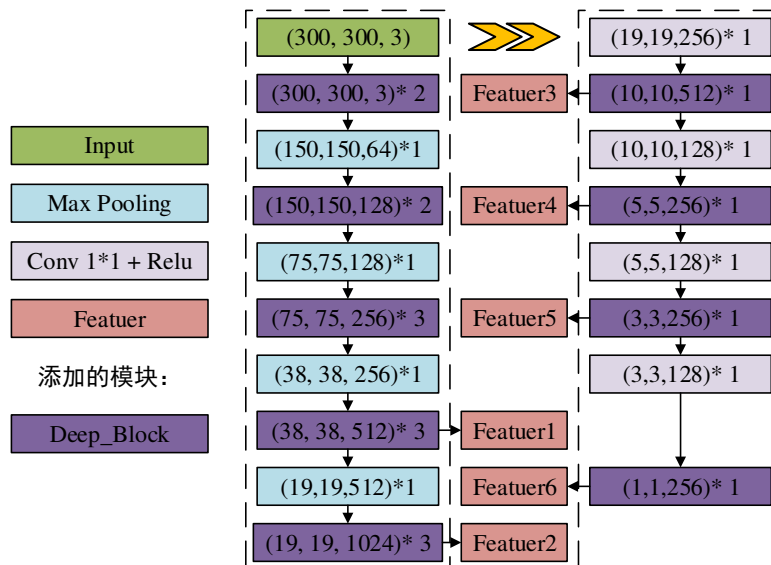 Input
Max Pooling
Conv 1*1 + Relu
Featuer
添加的模块：
Deep_Block
(300, 300, 3)
(300, 300, 3)* 2
(150,150,64)*1
(150,150,128)* 2
(75,75,128)*1
(75, 75, 256)* 3
(38, 38, 256)*1
(38, 38, 512)* 3
(19,19,512)*1
(19, 19, 1024)* 3
Featuer3
Featuer4
Featuer5
Featuer1
Featuer6
Featuer2
(19,19,256)* 1
(10,10,512)* 1
(10,10,128)* 1
(5,5,256)* 1
(5,5,128)* 1
(3,3,256)* 1
(3,3,128)* 1
(1,1,256)* 1